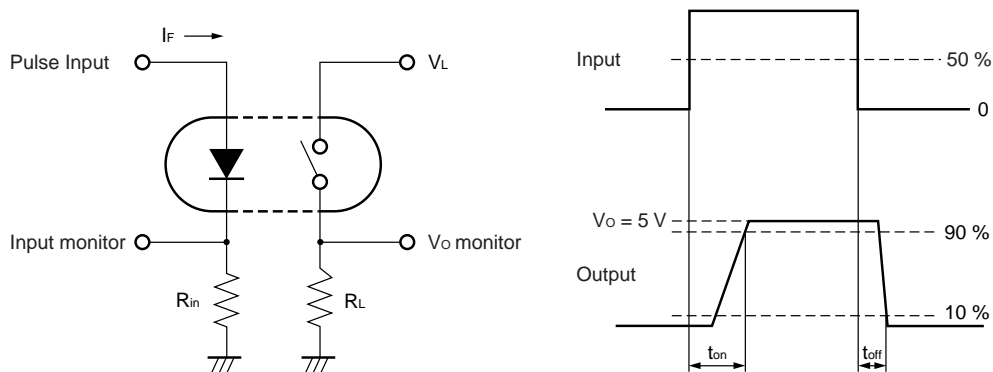 IF
Pulse Input
VL
Input monitor
VO monitor
Rin
RL
Input
50 %
0
VO = 5 V
90 %
Output
10 %
ton
toff